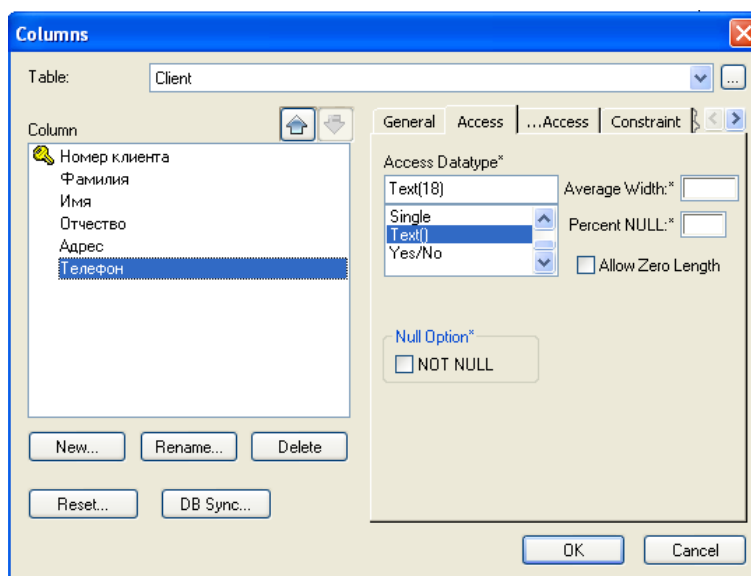 Columns
Table: Client ...
Column
Номер клиента
Фамилия
Имя
Отчество
Адрес
Телефон
New... Rename... Delete
Reset... DB Sync...
General Access ...Access Constraint
Access Datatype*
Text(18) Average Width:*
Single
Text()
Yes/No
Percent NULL:*
Allow Zero Length
Null Option*
NOT NULL
OK Cancel